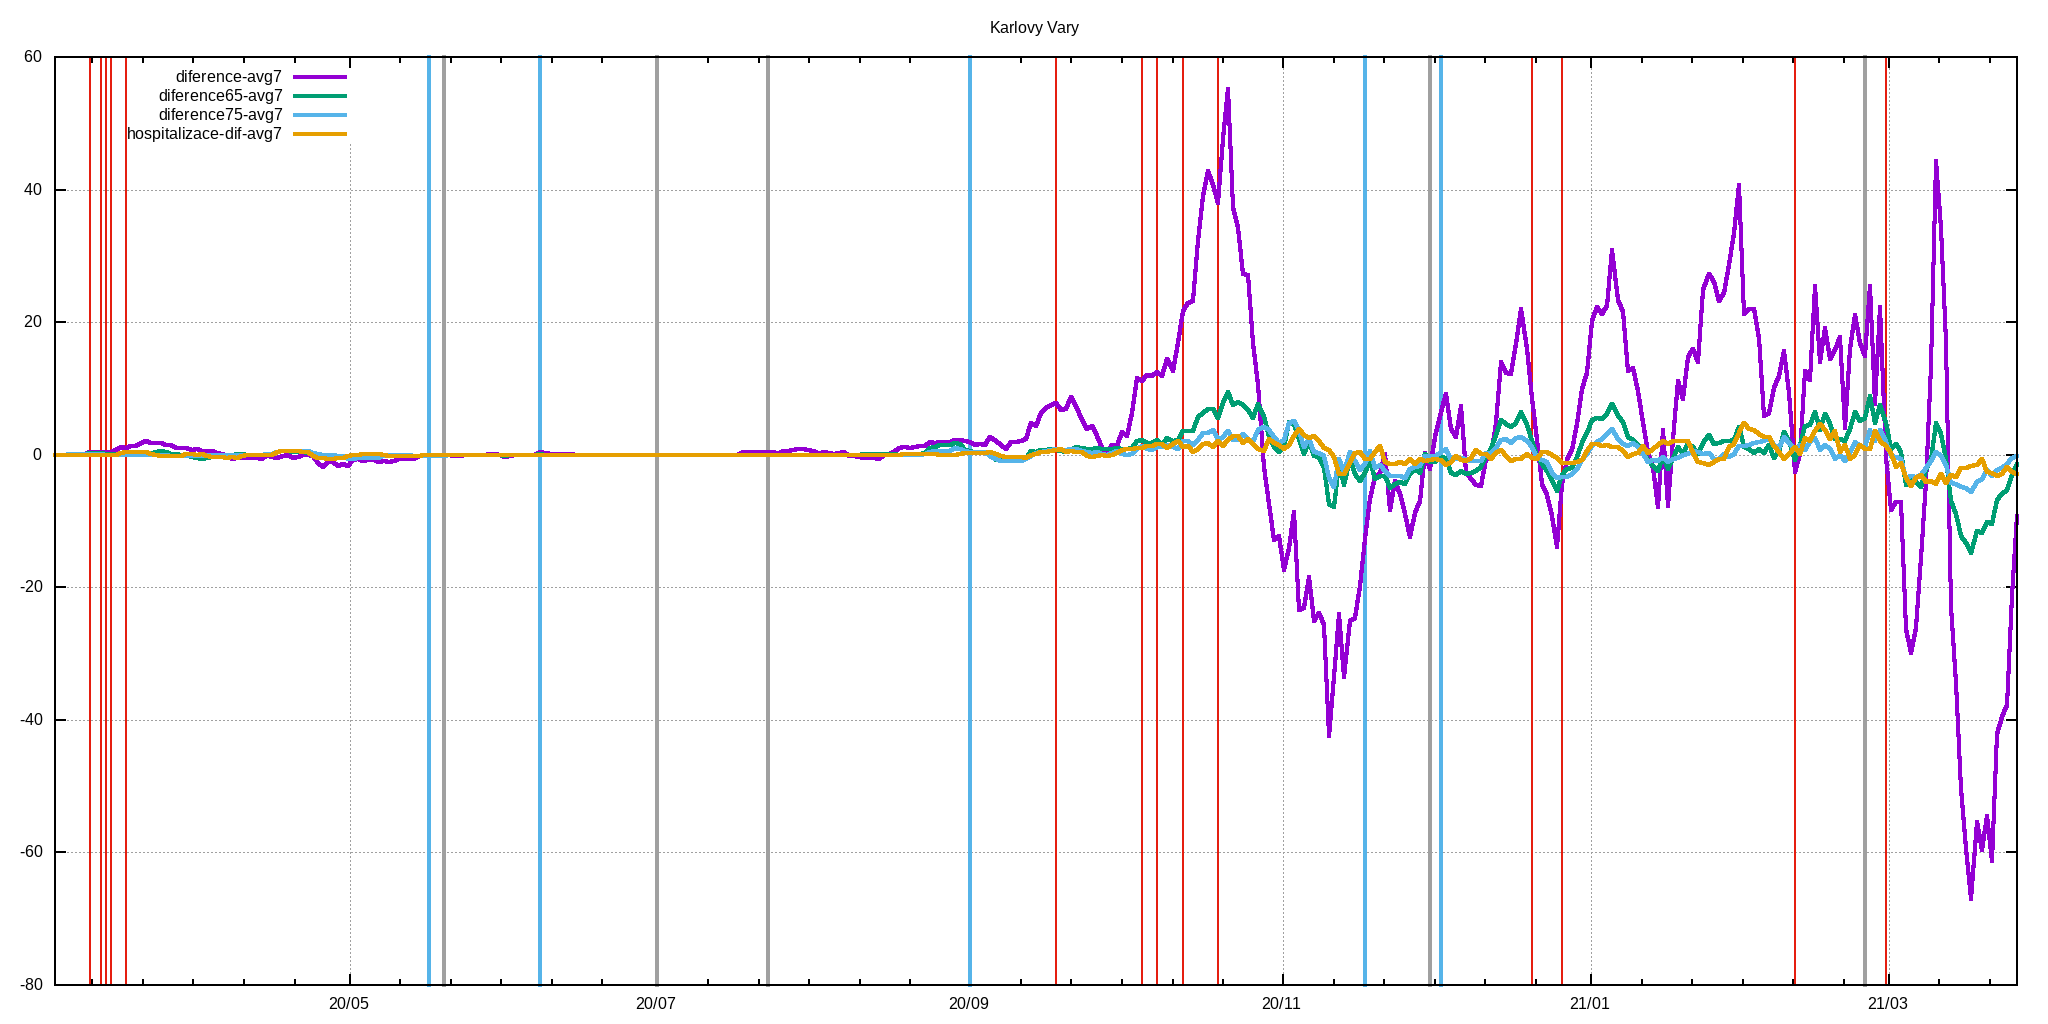 Karlovy Vary
60
40
20
0
-20
-40
-60
-80
diference-avg7
diference65-avg7
diference75-avg7
hospitalizace-dif-avg7
20/05
20/07
20/09
20/11
21/01
21/03